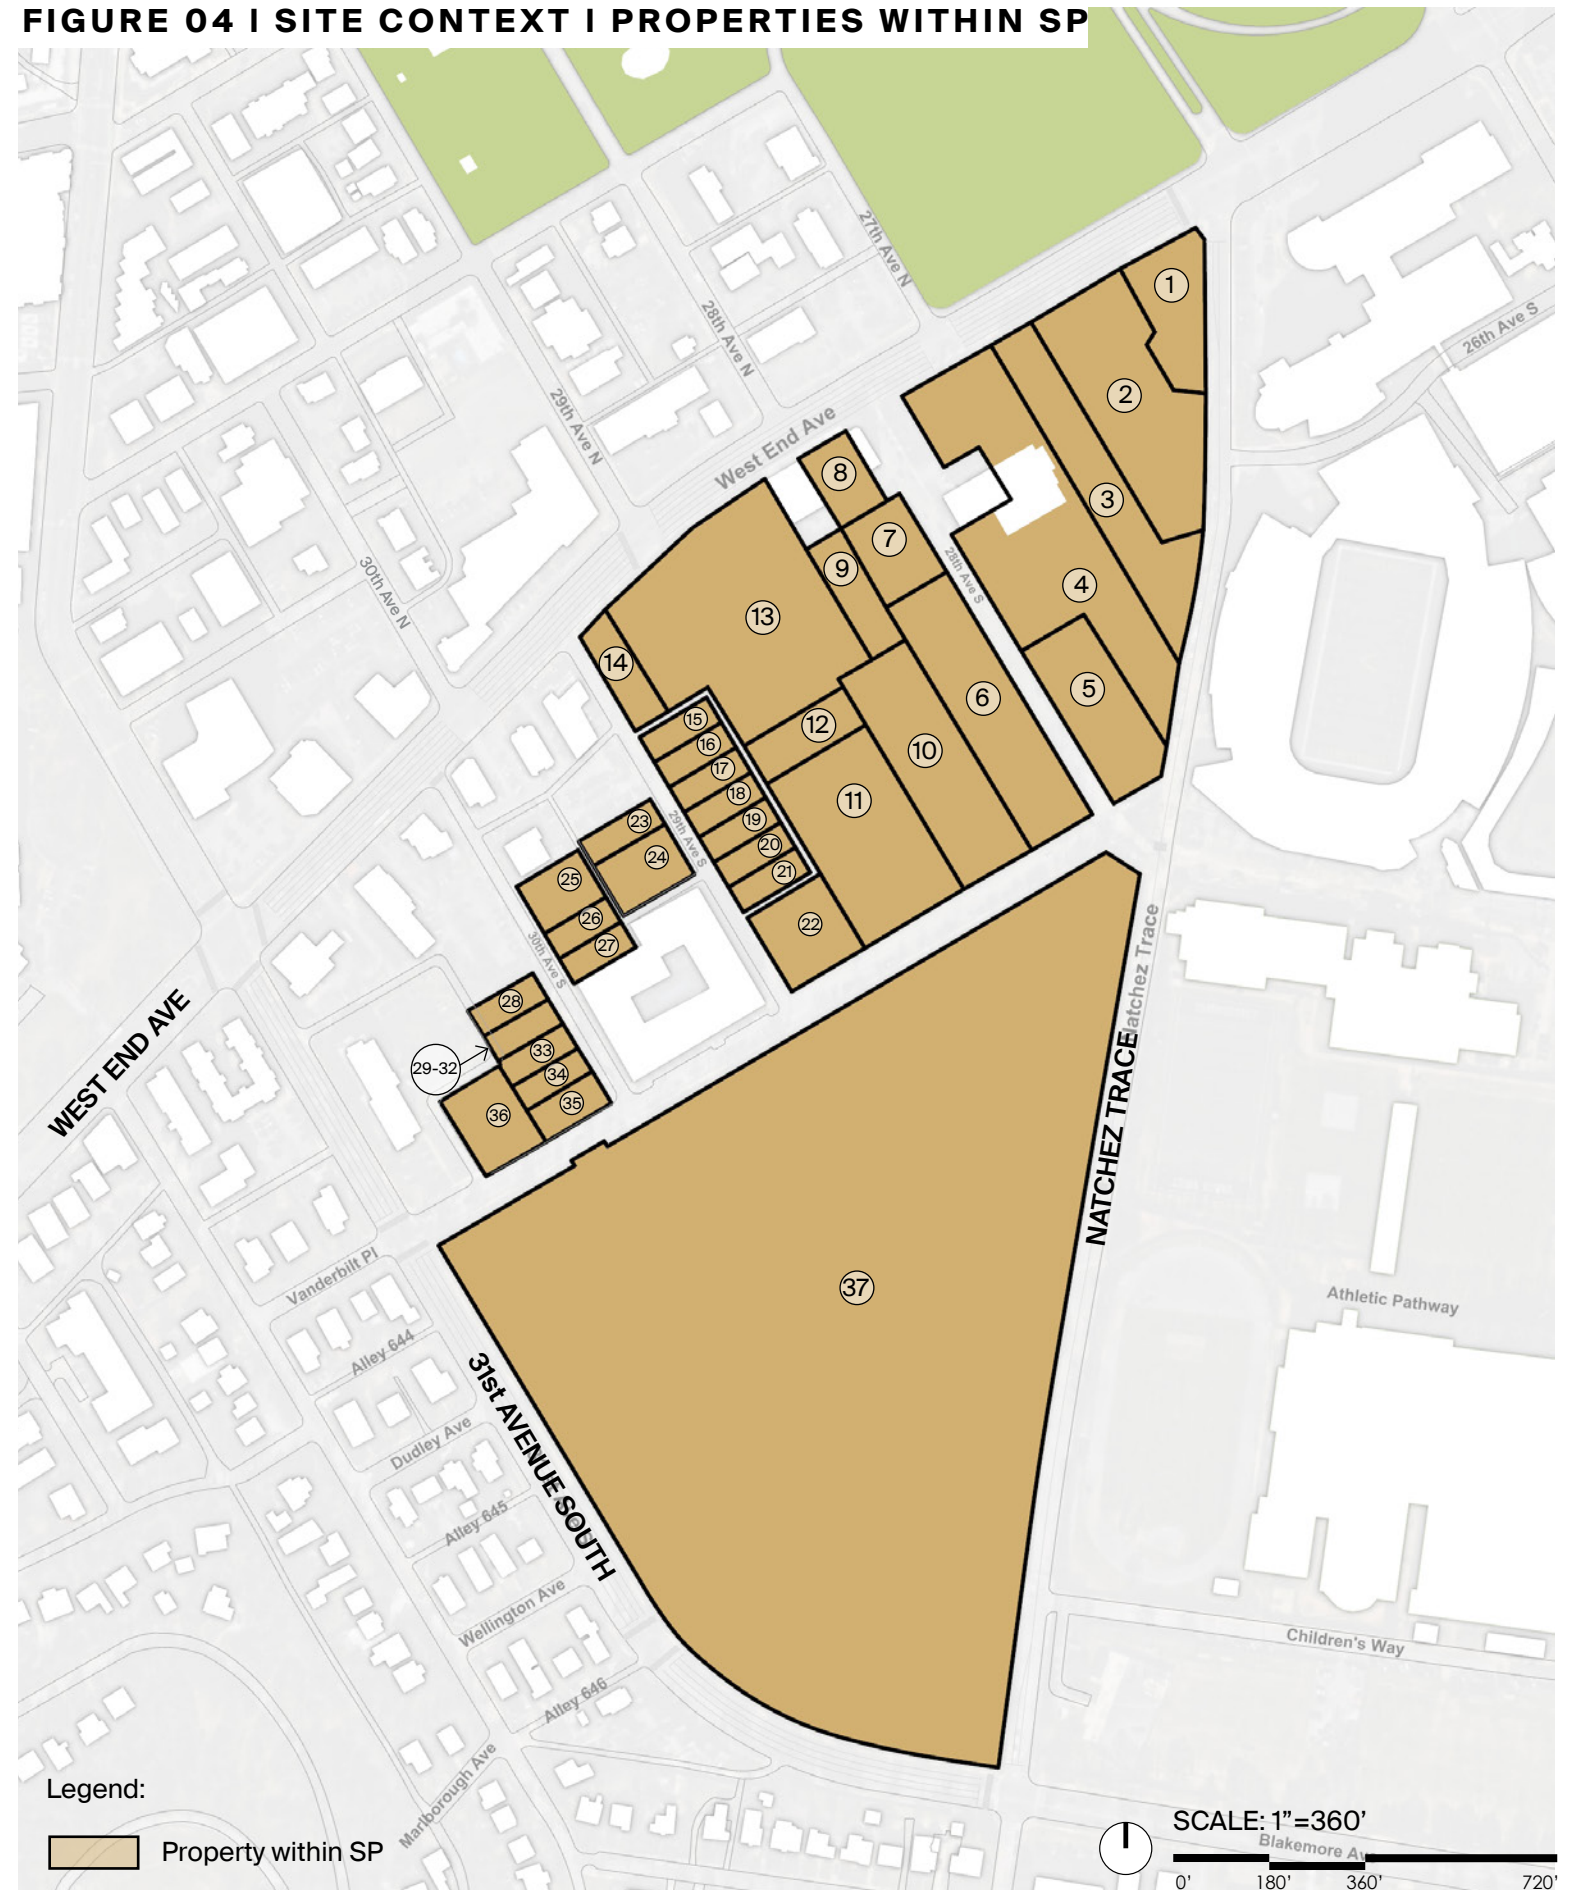 FIGURE 04 | SITE CONTEXT | PROPERTIES WITHIN SP
27th Ave N
28th Ave N
29th Ave N
30th Ave N
West End Ave
26th Ave S
28th Ave S
29th Ave S
30th Ave S
1
2
3
4
5
6
7
8
9
10
11
12
13
14
15
16
17
18
19
20
21
22
23
24
25
26
27
28
29-32
33
34
35
36
37
WEST END AVE
Natchez Trace
NATCHEZ TRACE
31st AVENUE SOUTH
Vanderbilt Pl
Alley 644
Dudley Ave
Alley 645
Wellington Ave
Alley 646
Marlborough Ave
Athletic Pathway
Children's Way
Blakemore Av
Legend:
Property within SP
SCALE: 1”=360’
0' 180' 360' 720'